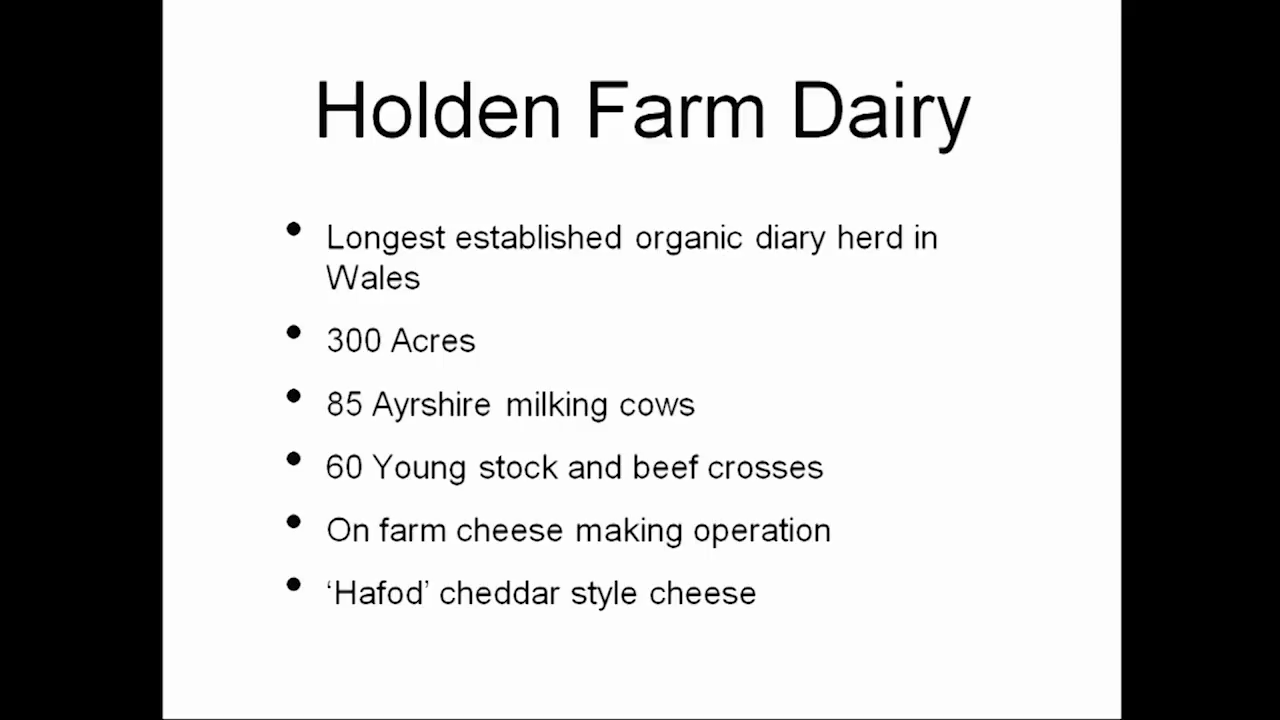 Holden Farm Dairy
• Longest established organic diary herd in
Wales
• 300 Acres
• 85 Ayrshire milking cows
• 60 Young stock and beef crosses
• On farm cheese making operation
• ‘Hafod’ cheddar style cheese